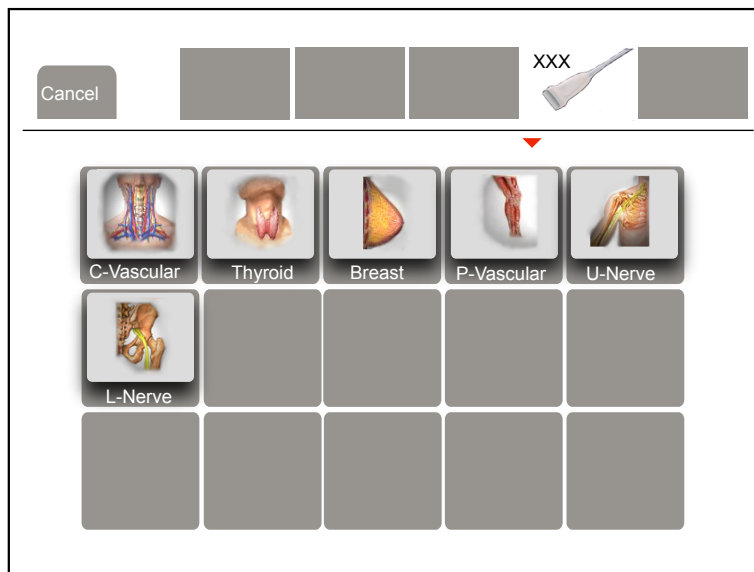 XXX
Cancel
C-Vascular
Thyroid
Breast
P-Vascular
U-Nerve
L-Nerve